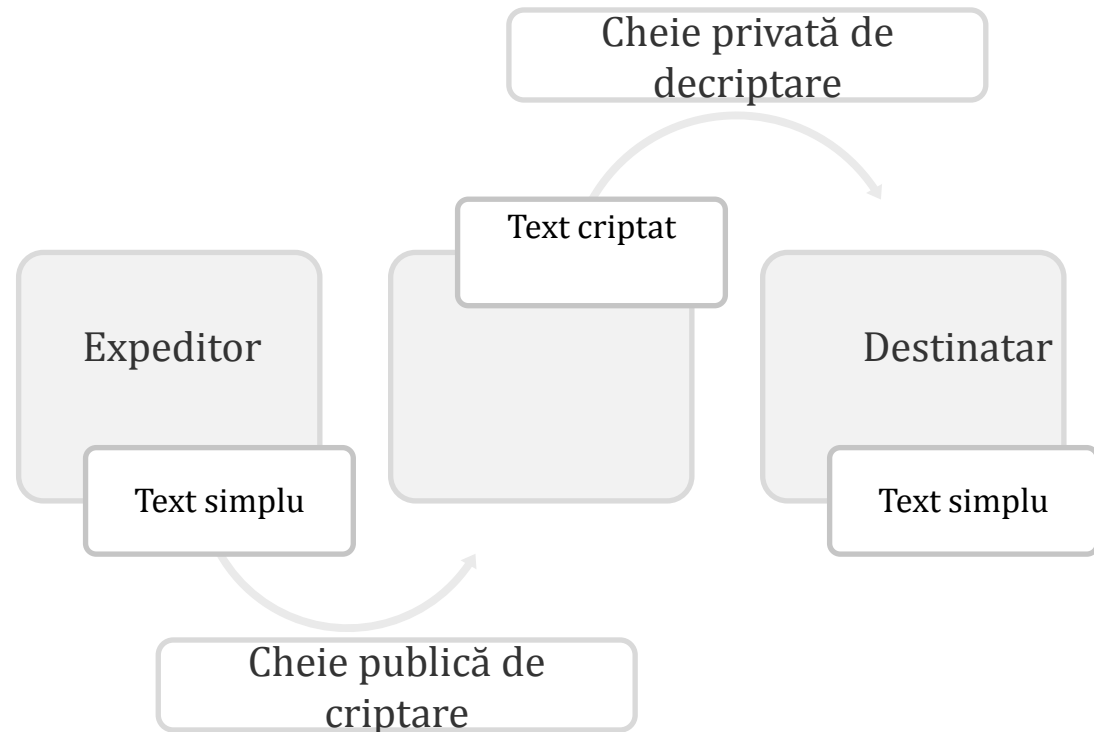 Cheie privată de
decriptare
Text criptat
Expeditor
Destinatar
Text simplu
Text simplu
Cheie publică de
criptare